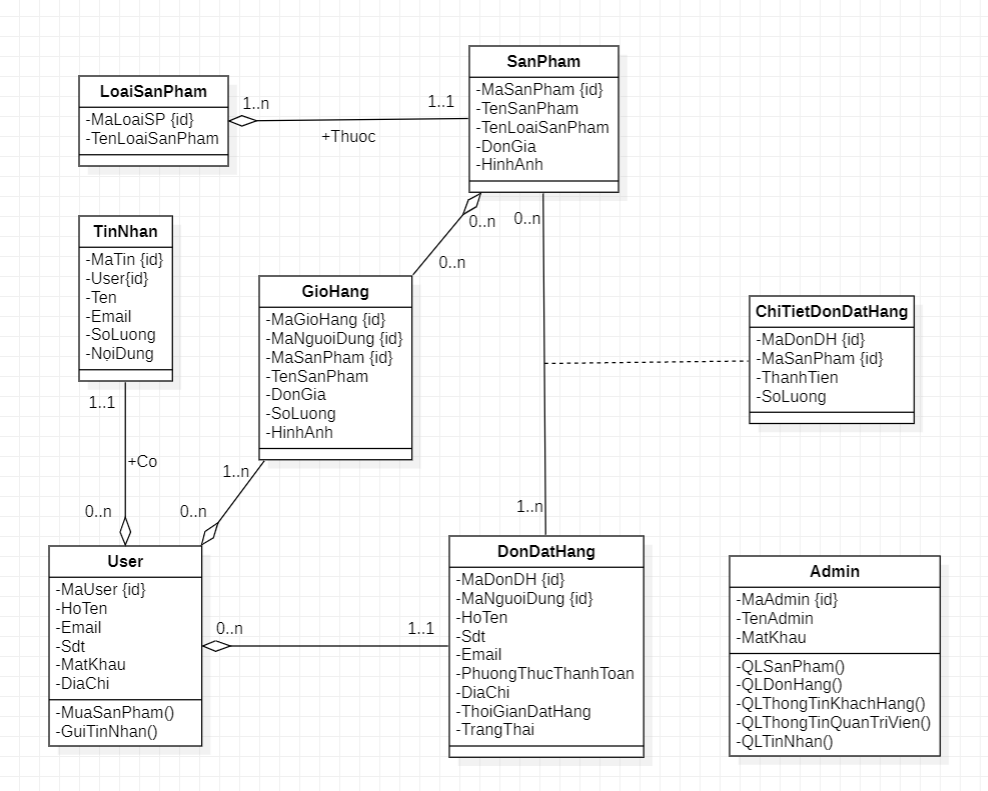 LoaiSanPham
-MaLoaiSP {id}
-TenLoaiSanPham
1..n
1..1
+Thuoc
SanPham
-MaSanPham {id}
-TenSanPham
-TenLoaiSanPham
-DonGia
-HinhAnh
0..n
0..n
0..n
TinNhan
-MaTin {id}
-User{id}
-Ten
-Email
-SoLuong
-NọiDung
1..1
+Co
0..n
GioHang
-MaGioHang {id}
-MaNguoiDung {id}
-MaSanPham {id}
-TenSanPham
-DonGia
-SoLuong
-HinhAnh
1..n
0..n
ChiTietDonDatHang
-MaDonDH {id}
-MaSanPham {id}
-ThanhTien
-SoLuong
1..n
User
-MaUser {id}
-HoTen
-Email
-Sdt
-MatKhau
-DiaChi
-MuaSanPham()
-GuiTinNhan()
0..n
1..1
DonDatHang
-MaDonDH {id}
-MaNguoiDung {id}
-HoTen
-Sdt
-Email
-PhuongThucThanhToan
-DiaChi
-ThoiGianDatHang
-TrangThai
Admin
-MaAdmin {id}
-TenAdmin
-MatKhau
-QLSanPham()
-QLDonHang()
-QLThongTinKhachHang()
-QLThongTinQuanTriVien()
-QLTinNhan()